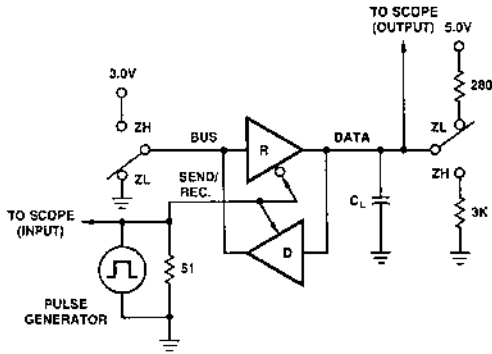 TO SCOPE
(OUTPUT)
5.0V
3.0V
280
ZH
BUS
R
DATA
ZL
ZL
SEND/
REC.
ZH
TO SCOPE
(INPUT)
CL
3K
D
51
PULSE
GENERATOR